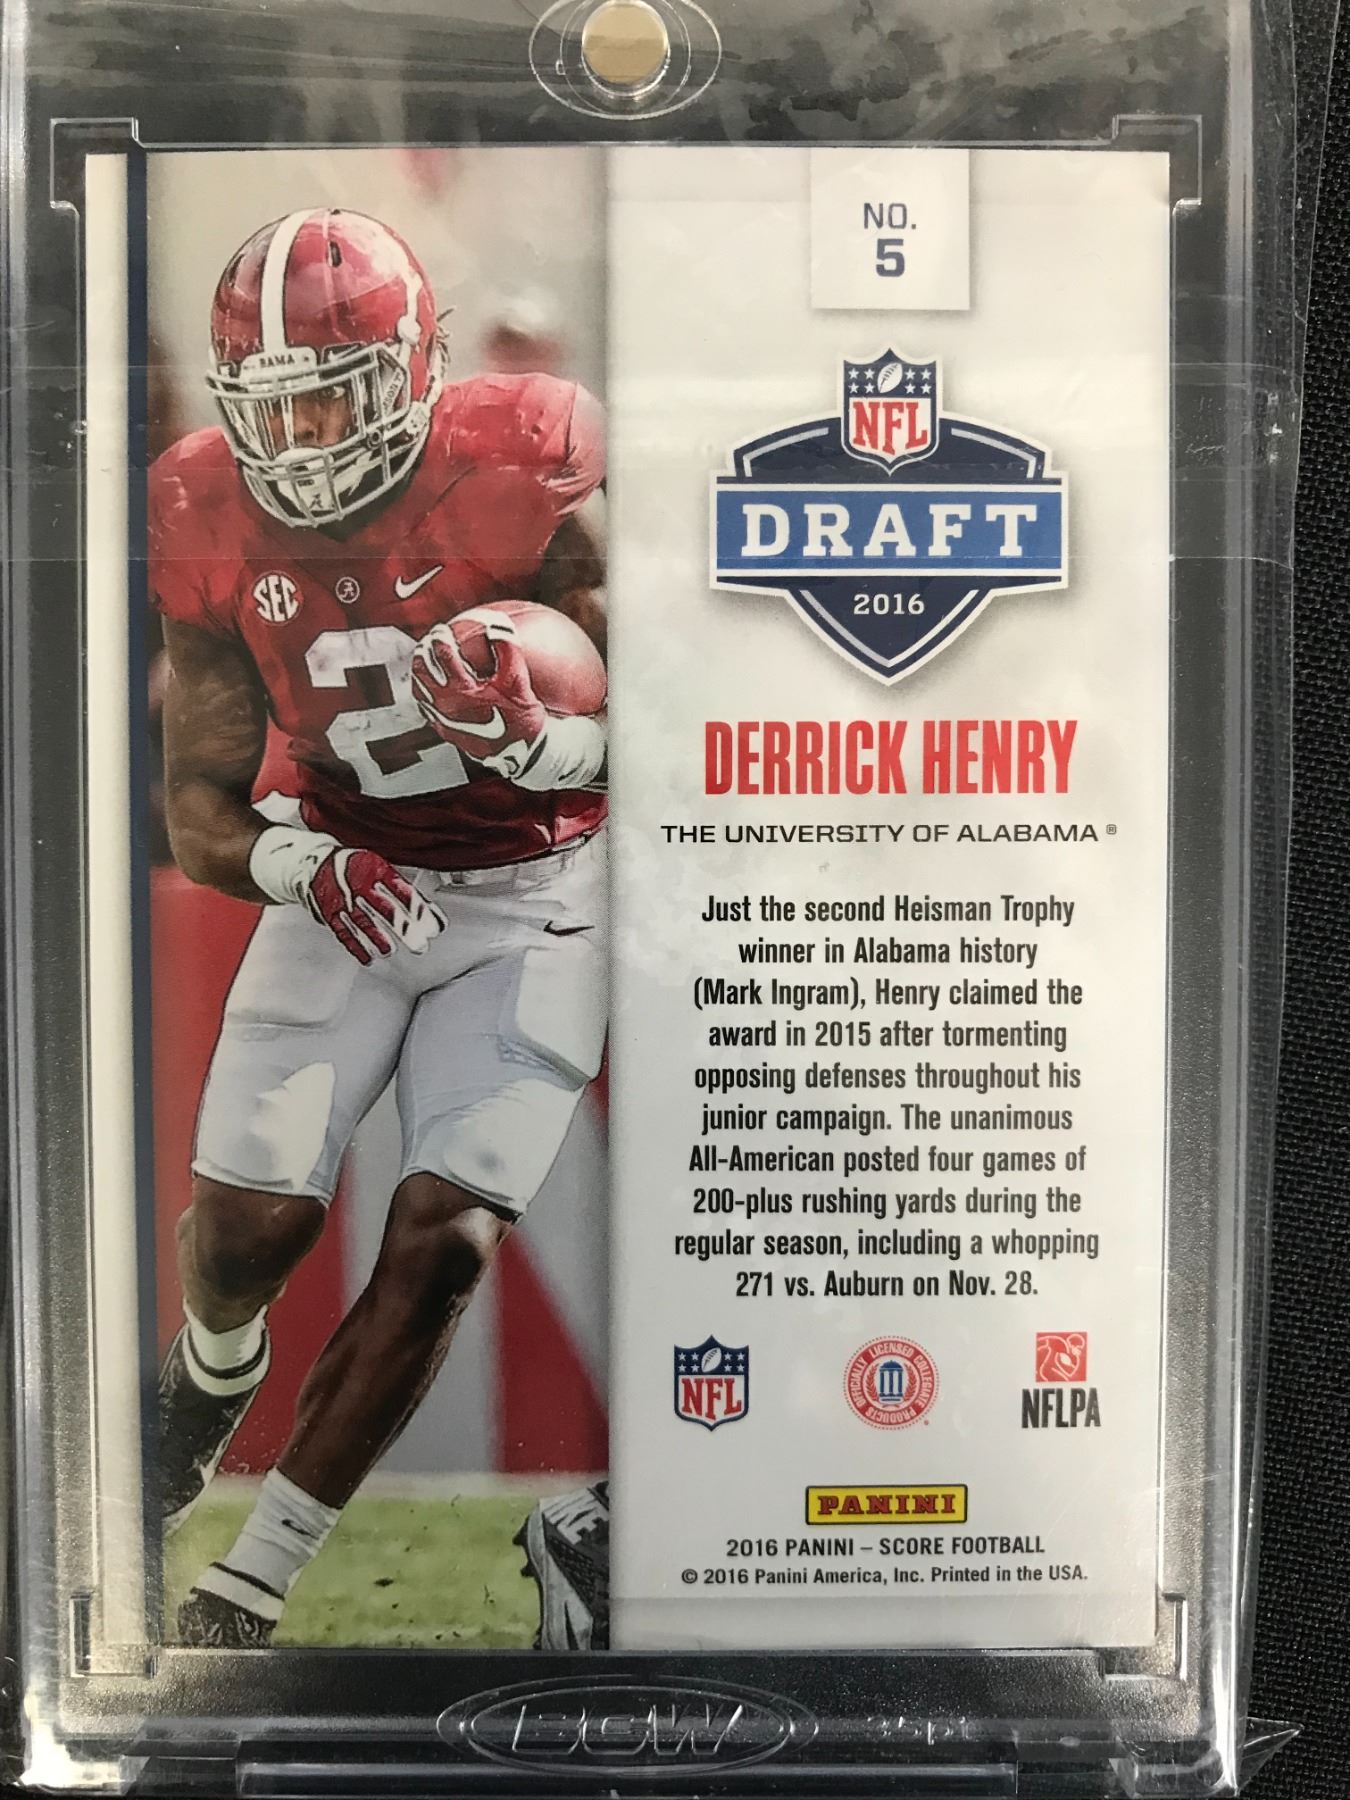 NO.
5
NFL
DRAFT
2016
BAMA
SEC
2
DERRICK HENRY
THE UNIVERSITY OF ALABAMA ®
Just the second Heisman Trophy
winner in Alabama history
(Mark Ingram), Henry claimed the
award in 2015 after tormenting
opposing defenses throughout his
junior campaign. The unanimous
All-American posted four games of
200-plus rushing yards during the
regular season, including a whopping
271 vs. Auburn on Nov. 28.
NFL
OFFICIALLY LICENSED COLLEGIATE PRODUCTS
NFLPA
PANINI
2016 PANINI – SCORE FOOTBALL
© 2016 Panini America, Inc. Printed in the USA.
BCW 35pt